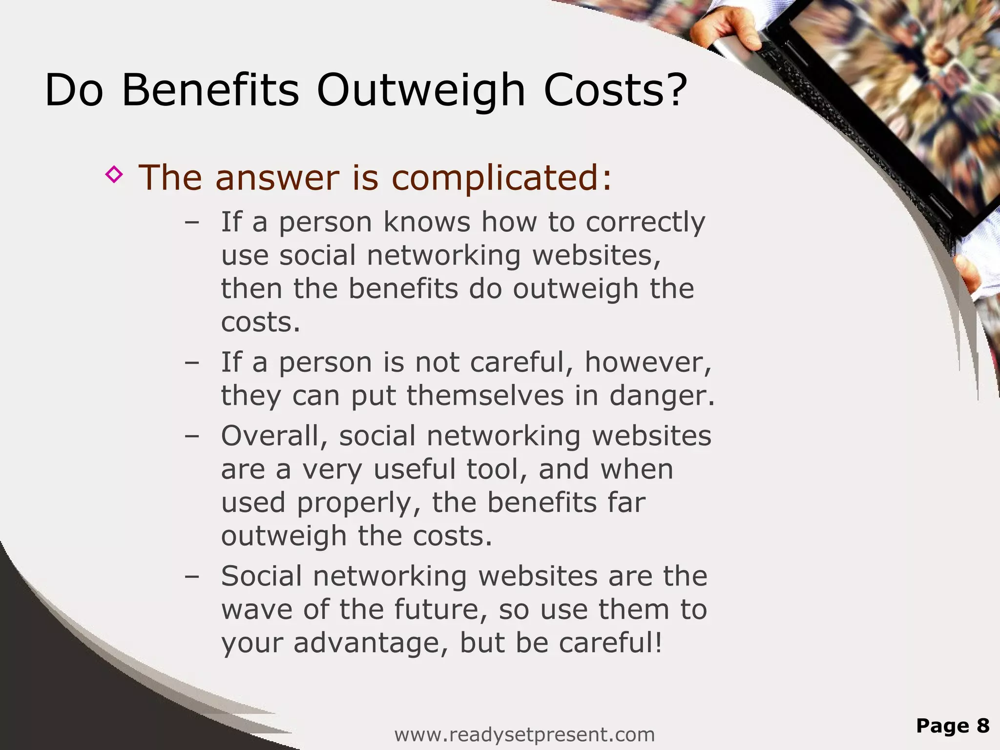 Do Benefits Outweigh Costs?
The answer is complicated:
– If a person knows how to correctly
use social networking websites,
then the benefits do outweigh the
costs.
– If a person is not careful, however,
they can put themselves in danger.
– Overall, social networking websites
are a very useful tool, and when
used properly, the benefits far
outweigh the costs.
– Social networking websites are the
wave of the future, so use them to
your advantage, but be careful!
www.readysetpresent.com
Page 8